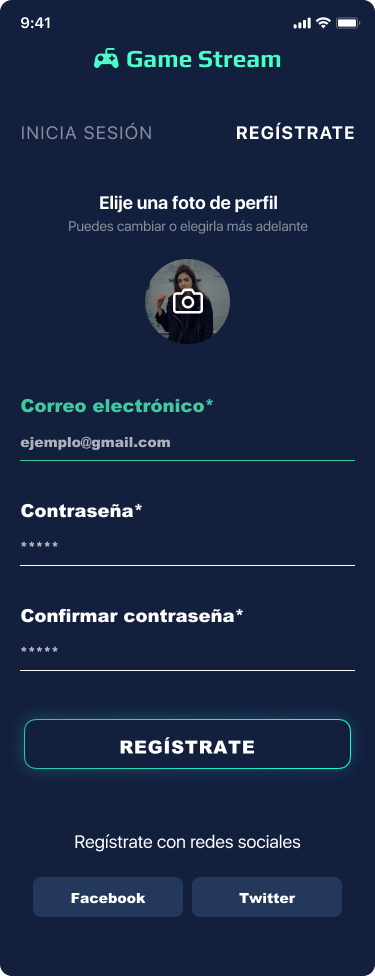 9:41
Game Stream
INICIA SESIÓN REGÍSTRATE
Elije una foto de perfil
Puedes cambiar o elegirla más adelante
Correo electrónico*
ejemplo@gmail.com
Contraseña*
*****
Confirmar contraseña*
*****
REGÍSTRATE
Regístrate con redes sociales
Facebook Twitter